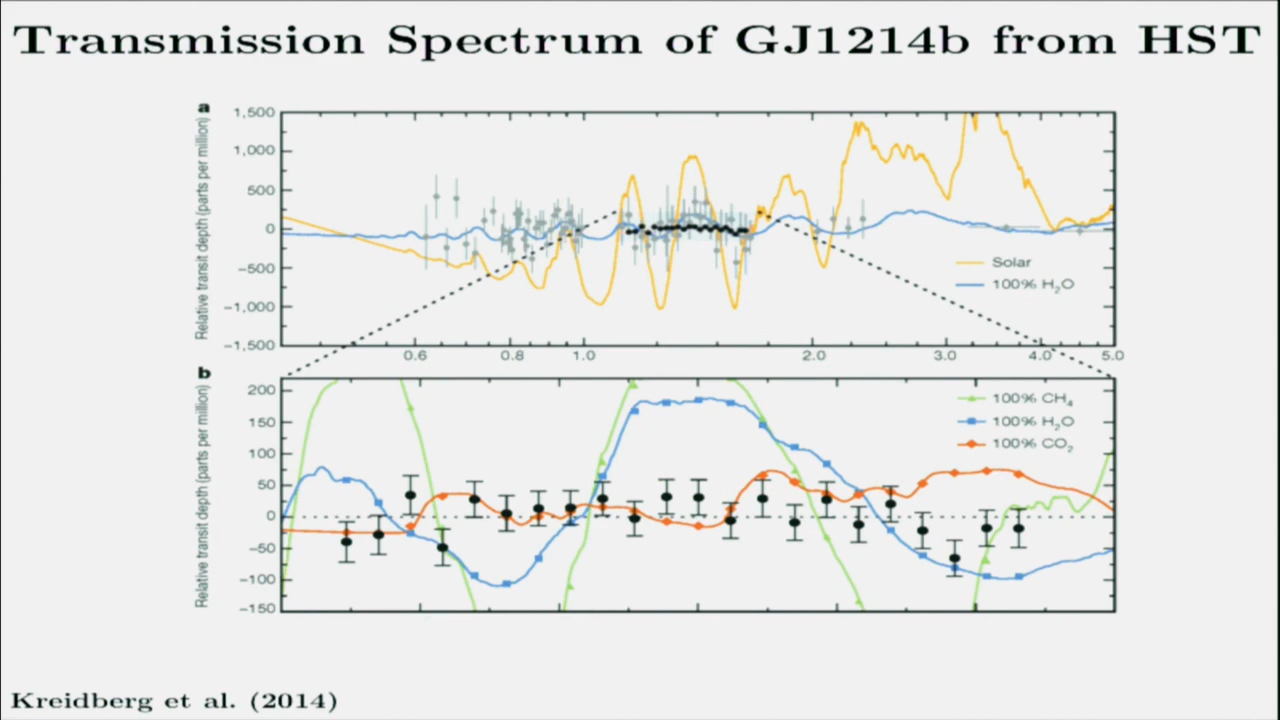 Transmission Spectrum of GJ1214b from HST
a
Relative transit depth (parts per million)
1,500
1,000
500
0
−500
−1,000
−1,500
Solar
100% H₂O
0.6
0.8
1.0
2.0
3.0
4.0
5.0
b
Relative transit depth (parts per million)
200
150
100
50
0
−50
−100
−150
100% CH₄
100% H₂O
100% CO₂
Kreidberg et al. (2014)